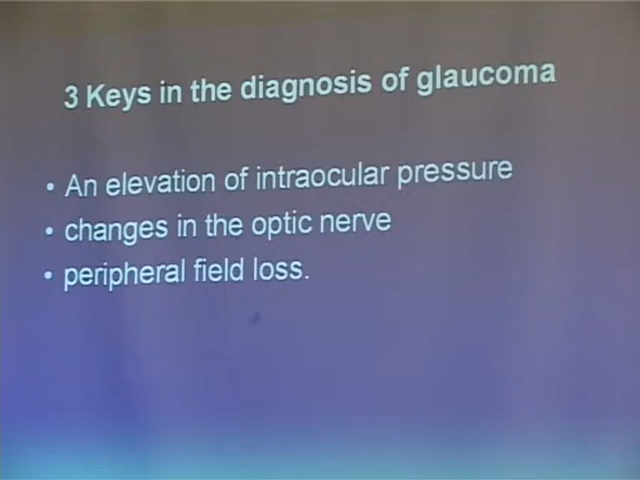 3 Keys in the diagnosis of glaucoma
• An elevation of intraocular pressure
• changes in the optic nerve
• peripheral field loss.